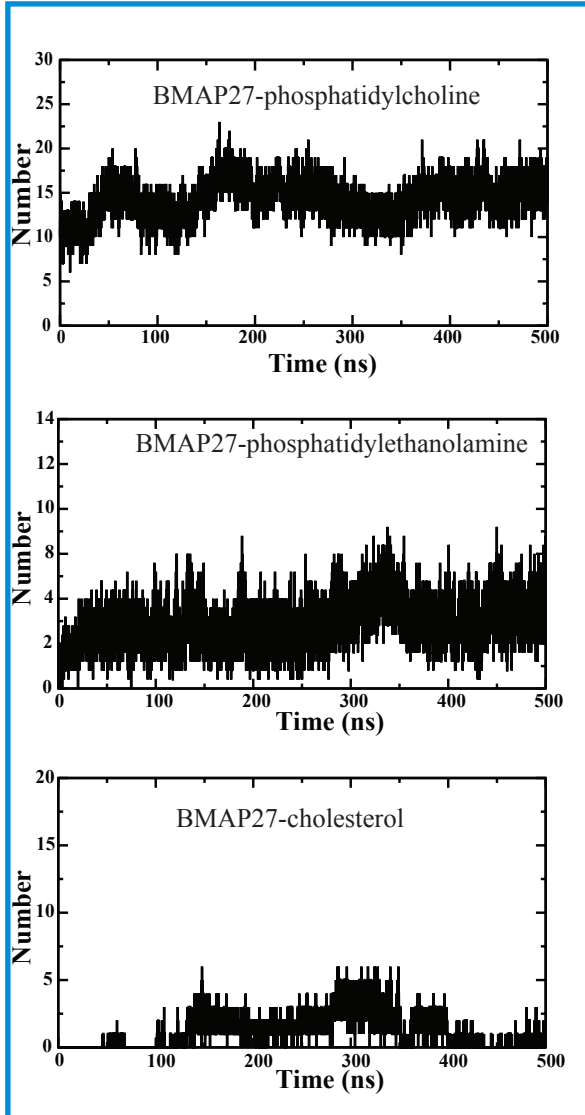 30
25
20
15
10
5
0
Number
BMAP27-phosphatidylcholine
0 100 200 300 400 500
Time (ns)
14
12
8
4
2
0
Number
BMAP27-phosphatidylethanolamine
0 100 200 300 400 500
Time (ns)
20
15
10
5
0
Number
BMAP27-cholesterol
0 100 200 300 400 500
Time (ns)